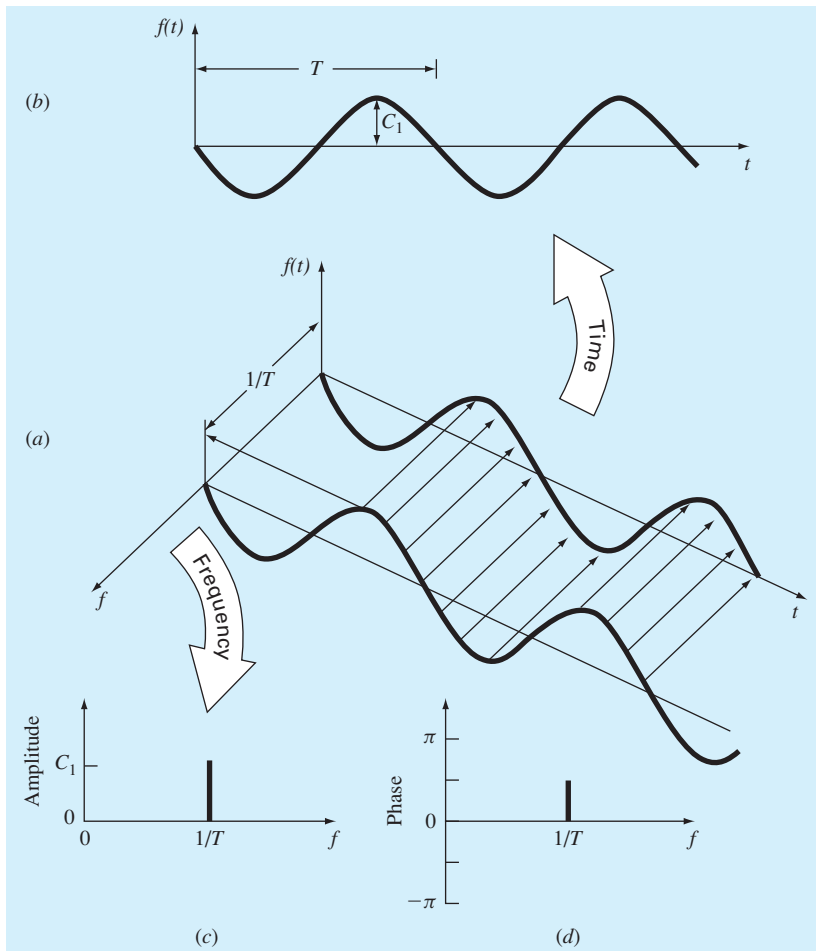 f(t)
T
(b)
C₁
t
f(t)
Time
1/T
(a)
f
Frequency
t
Amplitude
C₁
0
0
1/T
f
(c)
Phase
π
0
−π
1/T
f
(d)